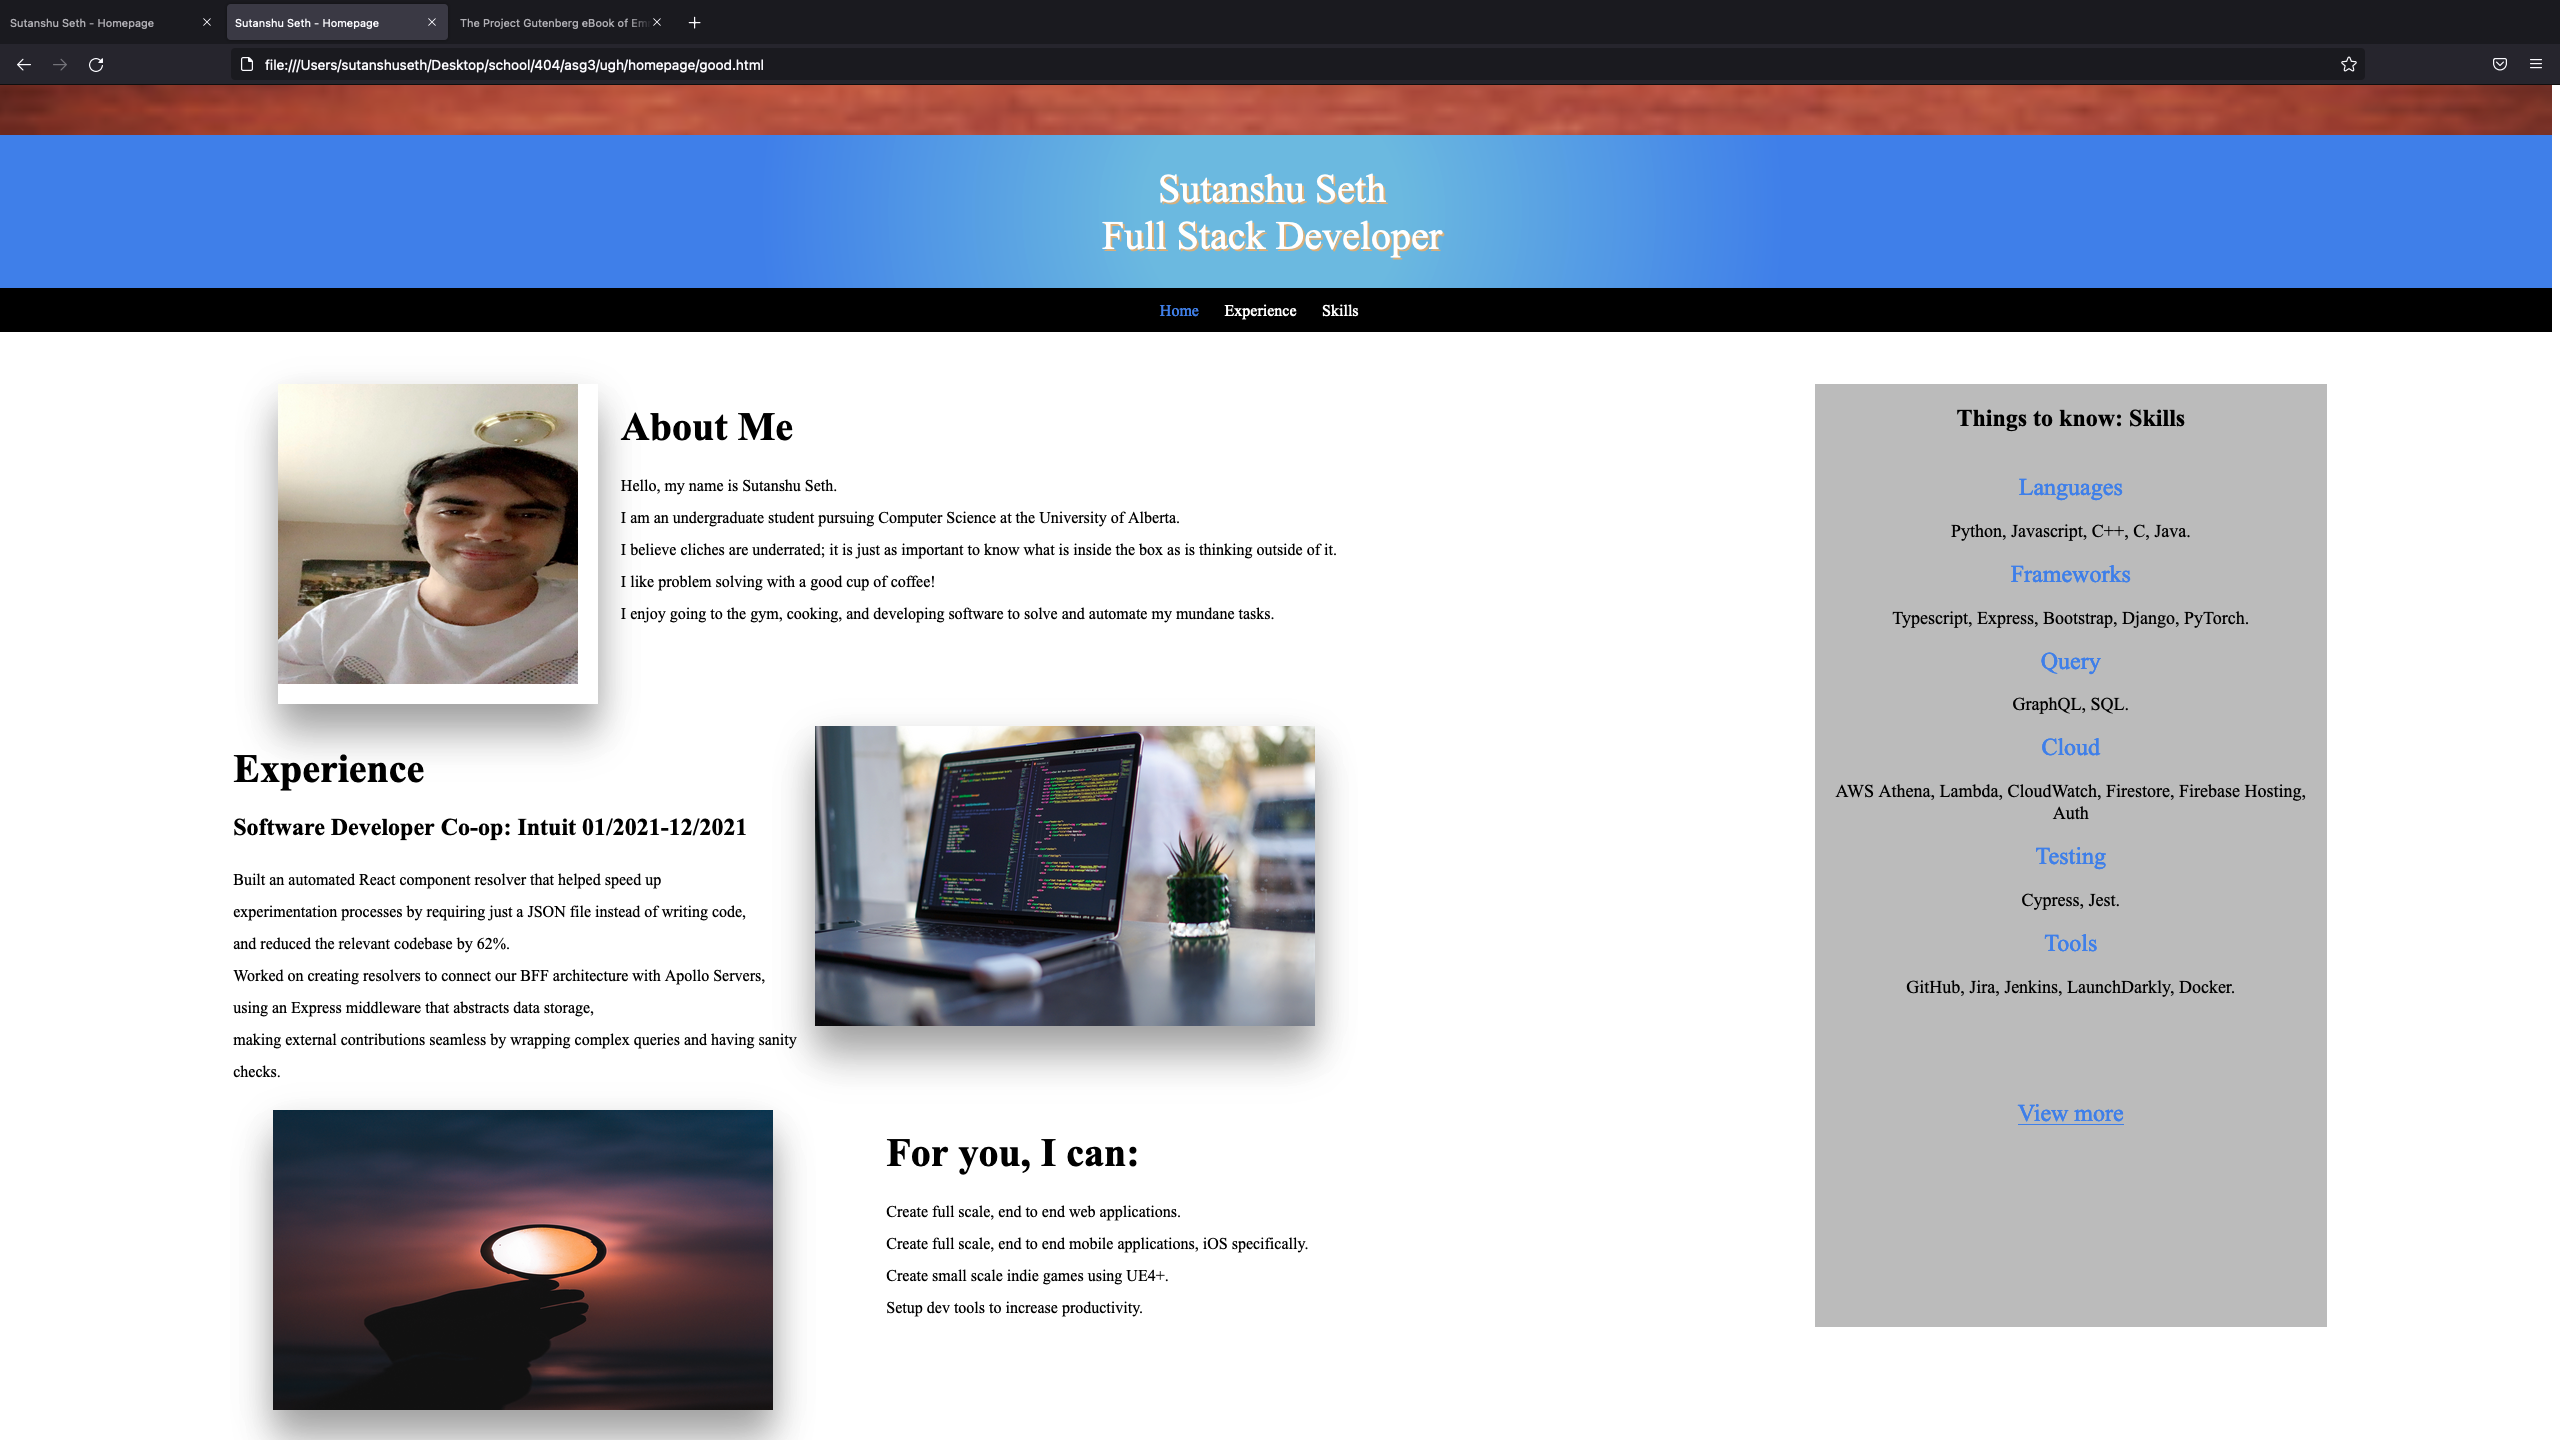 Sutanshu Seth - Homepage
Sutanshu Seth - Homepage
The Project Gutenberg eBook of Em
file:///Users/sutanshuseth/Desktop/school/404/asg3/ugh/homepage/good.html
Sutanshu Seth
Full Stack Developer
Home Experience Skills
About Me
Hello, my name is Sutanshu Seth.
I am an undergraduate student pursuing Computer Science at the University of Alberta.
I believe cliches are underrated; it is just as important to know what is inside the box as is thinking outside of it.
I like problem solving with a good cup of coffee!
I enjoy going to the gym, cooking, and developing software to solve and automate my mundane tasks.
Experience
Software Developer Co-op: Intuit 01/2021-12/2021
Built an automated React component resolver that helped speed up
experimentation processes by requiring just a JSON file instead of writing code,
and reduced the relevant codebase by 62%.
Worked on creating resolvers to connect our BFF architecture with Apollo Servers,
using an Express middleware that abstracts data storage,
making external contributions seamless by wrapping complex queries and having sanity
checks.
For you, I can:
Create full scale, end to end web applications.
Create full scale, end to end mobile applications, iOS specifically.
Create small scale indie games using UE4+.
Setup dev tools to increase productivity.
Things to know: Skills
Languages
Python, Javascript, C++, C, Java.
Frameworks
Typescript, Express, Bootstrap, Django, PyTorch.
Query
GraphQL, SQL.
Cloud
AWS Athena, Lambda, CloudWatch, Firestore, Firebase Hosting,
Auth
Testing
Cypress, Jest.
Tools
GitHub, Jira, Jenkins, LaunchDarkly, Docker.
View more